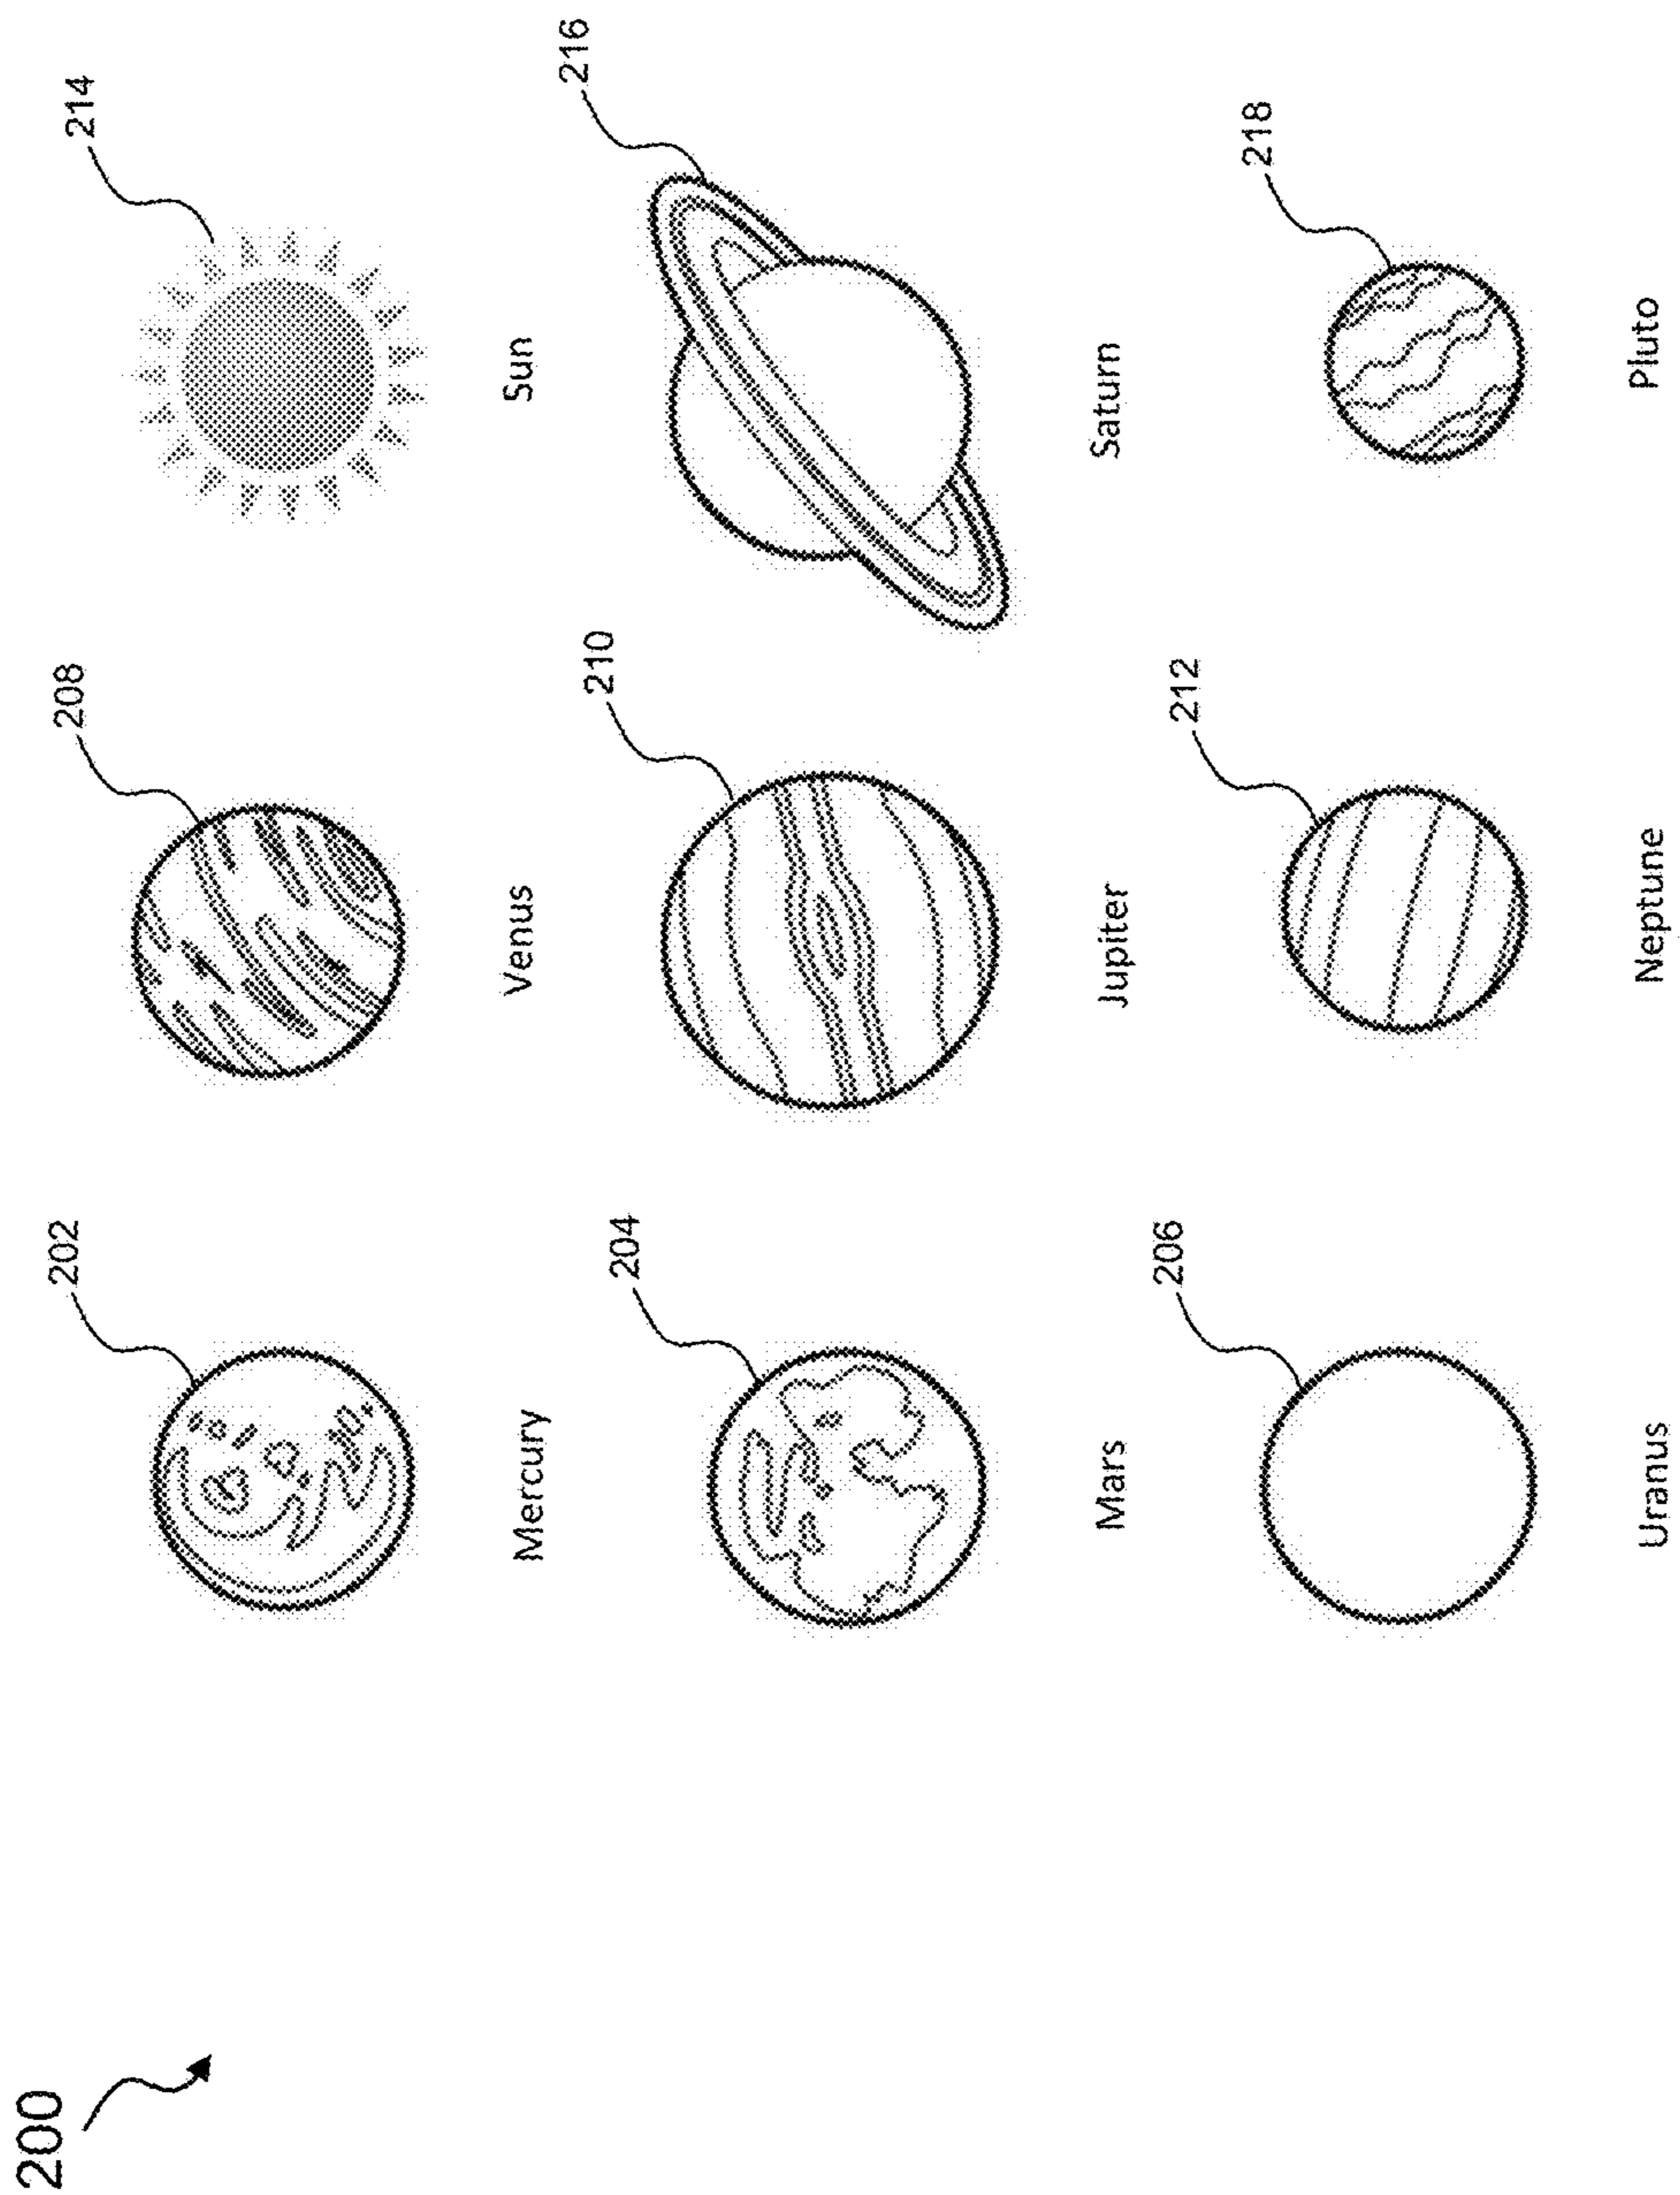 200
202
208
214
Mercury
Venus
Sun
204
210
216
Mars
Jupiter
Saturn
206
212
218
Uranus
Neptune
Pluto